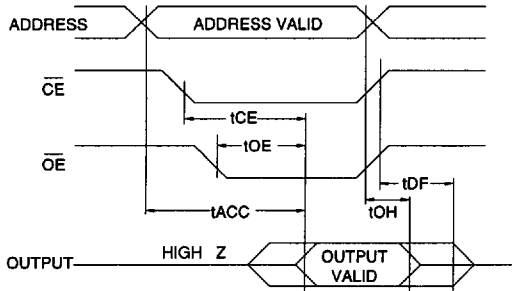 ADDRESS
ADDRESS VALID
CE
tCE
OE
tOE
tDF
tACC
tOH
HIGH Z
OUTPUT
OUTPUT
VALID